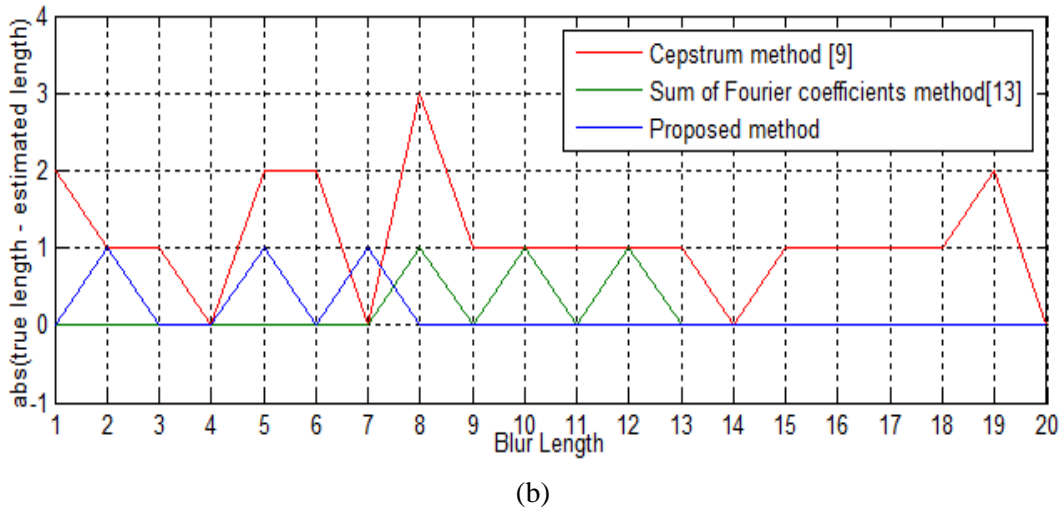 4
3
2
1
0
-1
abs(true length - estimated length)
Cepstrum method [9]
Sum of Fourier coefficients method[13]
Proposed method
1 2 3 4 5 6 7 8 9 10 11 12 13 14 15 16 17 18 19 20
Blur Length
(b)